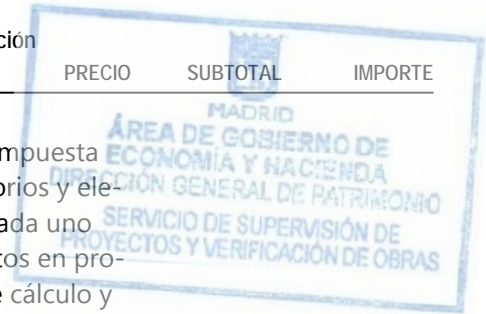 ción
PRECIO SUBTOTAL IMPORTE
MADRID
ÁREA DE GOBIERNO DE
ECONOMÍA Y HACIENDA
DIRECCIÓN GENERAL DE PATRIMONIO
SERVICIO DE SUPERVISIÓN DE
PROYECTOS Y VERIFICACIÓN DE OBRAS
mpuesta
orios y ele-
ada uno
tos en pro-
e cálculo y